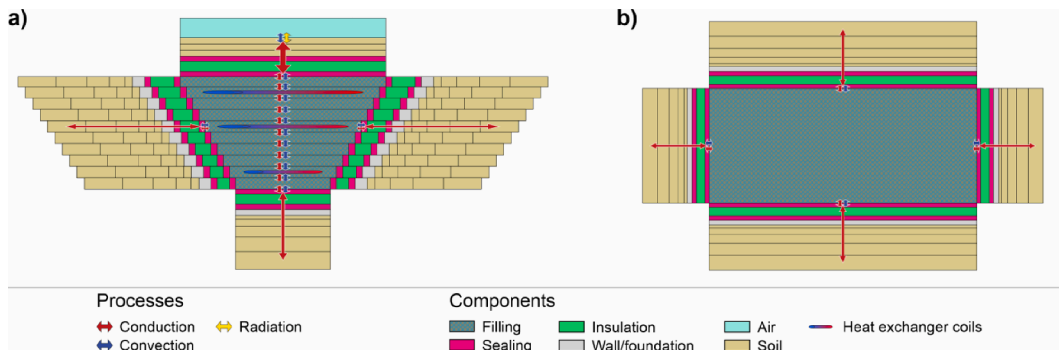 a)
b)
Processes
Components
Conduction Radiation
Filling Insulation Air Heat exchanger coils
Convection
Sealing Wall/foundation Soil